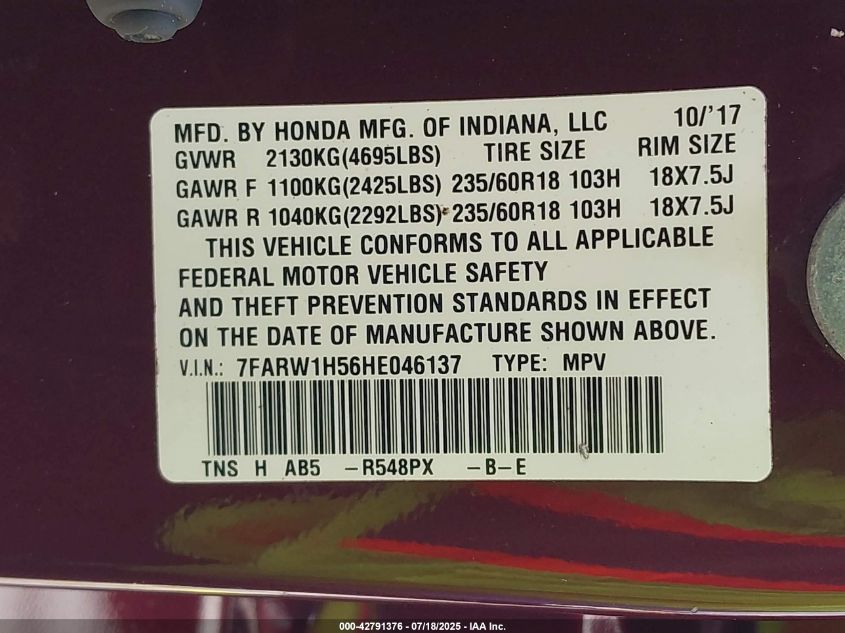 MFD. BY HONDA MFG. OF INDIANA, LLC 10/'17
GVWR 2130KG(4695LBS) TIRE SIZE RIM SIZE
GAWR F 1100KG(2425LBS) 235/60R18 103H 18X7.5J
GAWR R 1040KG(2292LBS) 235/60R18 103H 18X7.5J
THIS VEHICLE CONFORMS TO ALL APPLICABLE
FEDERAL MOTOR VEHICLE SAFETY
AND THEFT PREVENTION STANDARDS IN EFFECT
ON THE DATE OF MANUFACTURE SHOWN ABOVE.
V.I.N.: 7FARW1H56HE046137 TYPE: MPV
TNS H AB5 -R548PX -B-E
000-42791376 - 07/18/2025 - IAA Inc.